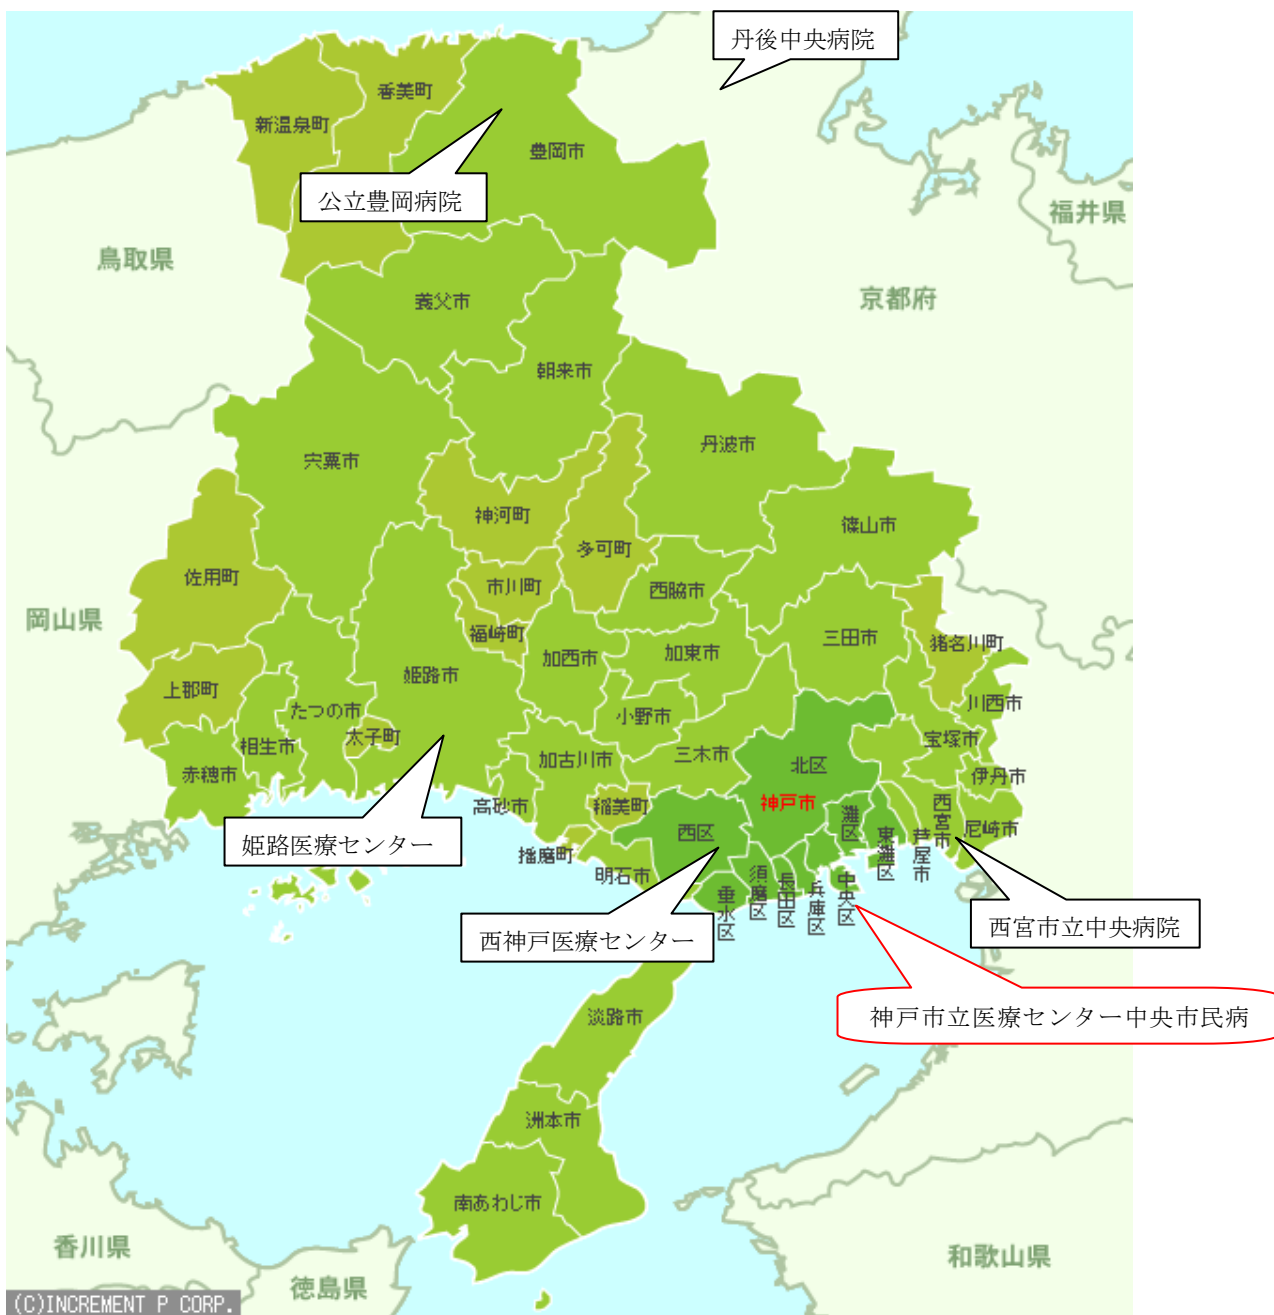 丹後中央病院
香美町
新温泉町
豊岡市
公立豊岡病院
福井県
鳥取県
京都府
養父市
朝来市
丹波市
宍粟市
神河町
篠山市
多可町
佐用町
市川町
西脇市
岡山県
福崎町
三田市
猪名川町
加西市
加東市
姫路市
上郡町
たつの市
小野市
川西市
太子町
相生市
宝塚市
三木市
加古川市
北区
赤穂市
伊丹市
高砂市
稲美町
神戸市
西宮市
灘区
西区
東灘区
尼崎市
芦屋市
姫路医療センター
播磨町
明石市
須磨区
長田区
兵庫区
中央区
垂水区
西神戸医療センター
西宮市立中央病院
神戸市立医療センター中央市民病
淡路市
洲本市
南あわじ市
香川県
徳島県
和歌山県
(C)INCREMENT P CORP.